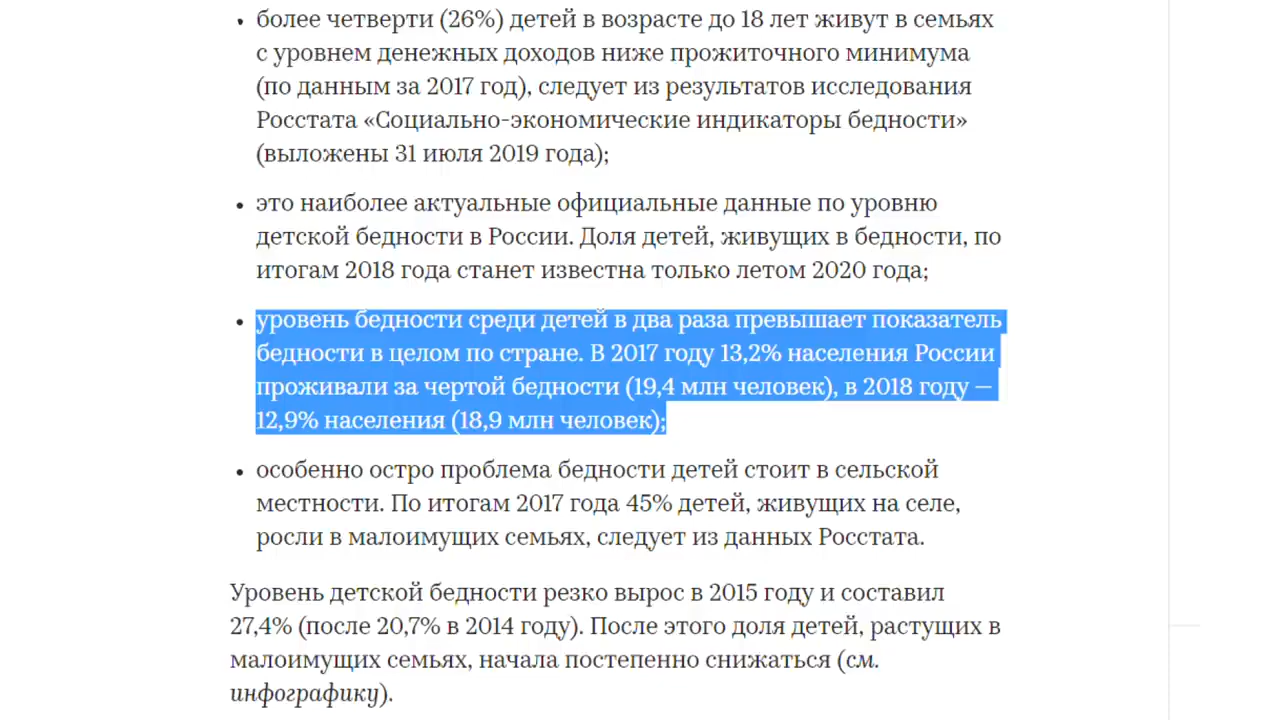 • более четверти (26%) детей в возрасте до 18 лет живут в семьях
с уровнем денежных доходов ниже прожиточного минимума
(по данным за 2017 год), следует из результатов исследования
Росстата «Социально-экономические индикаторы бедности»
(выложены 31 июля 2019 года);
• это наиболее актуальные официальные данные по уровню
детской бедности в России. Доля детей, живущих в бедности, по
итогам 2018 года станет известна только летом 2020 года;
• уровень бедности среди детей в два раза превышает показатель
бедности в целом по стране. В 2017 году 13,2% населения России
проживали за чертой бедности (19,4 млн человек), в 2018 году —
12,9% населения (18,9 млн человек);
• особенно остро проблема бедности детей стоит в сельской
местности. По итогам 2017 года 45% детей, живущих на селе,
росли в малоимущих семьях, следует из данных Росстата.
Уровень детской бедности резко вырос в 2015 году и составил
27,4% (после 20,7% в 2014 году). После этого доля детей, растущих в
малоимущих семьях, начала постепенно снижаться (см.
инфографику).